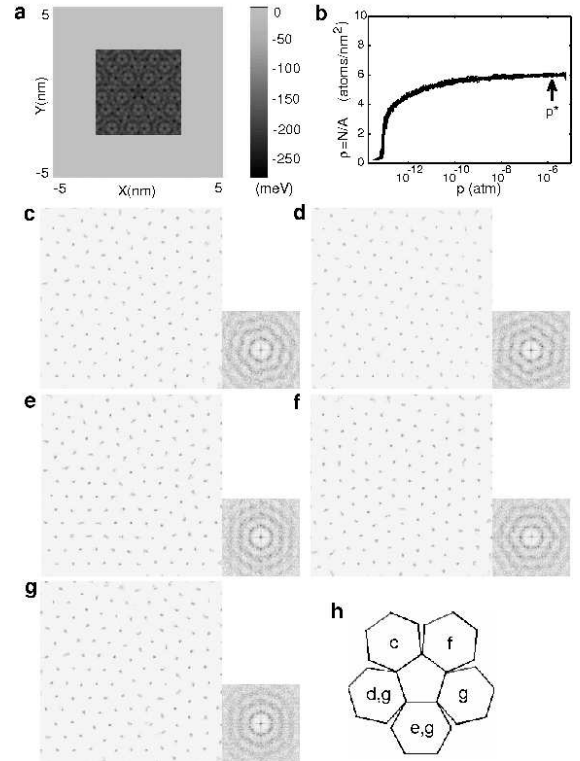 a
5
Y(nm)
-5
-5
X(nm)
5
0
-50
-100
-150
-200
-250
(meV)
b
ρ=N/A (atoms/nm²)
10
8
6
4
2
0
p*
10⁻¹² 10⁻¹⁰ 10⁻⁸ 10⁻⁶
p (atm)
c
d
e
f
g
h
c f
d,g g
e,g